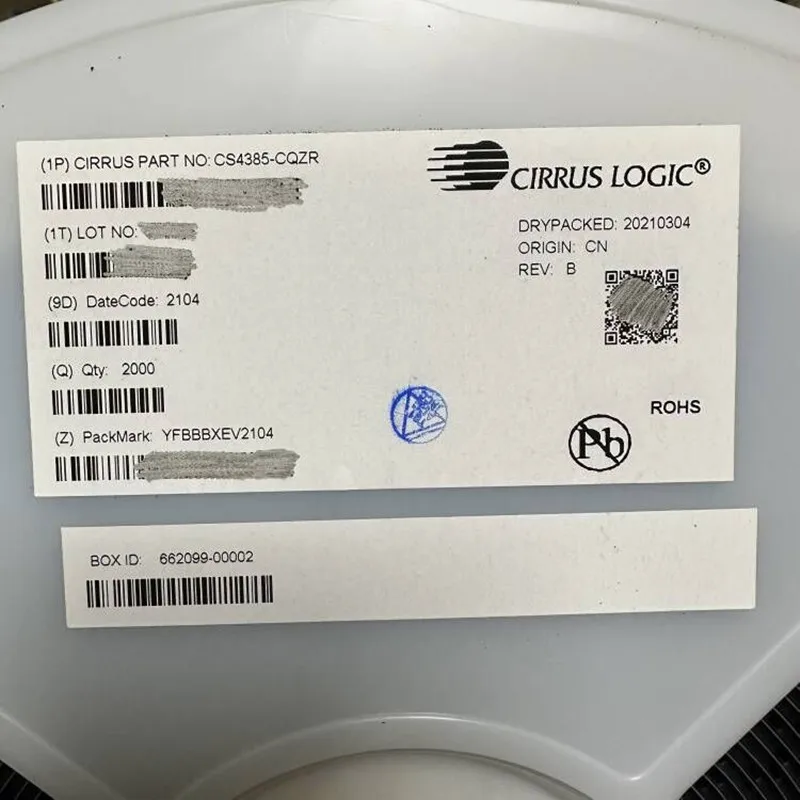 (1P) CIRRUS PART NO: CS4385-CQZR
(1T) LOT NO:
(9D) DateCode: 2104
(Q) Qty: 2000
(Z) PackMark: YFBBBXEV2104
CIRRUS LOGIC®
DRYPACKED: 20210304
ORIGIN: CN
REV: B
ROHS
Pb
BOX ID: 662099-00002